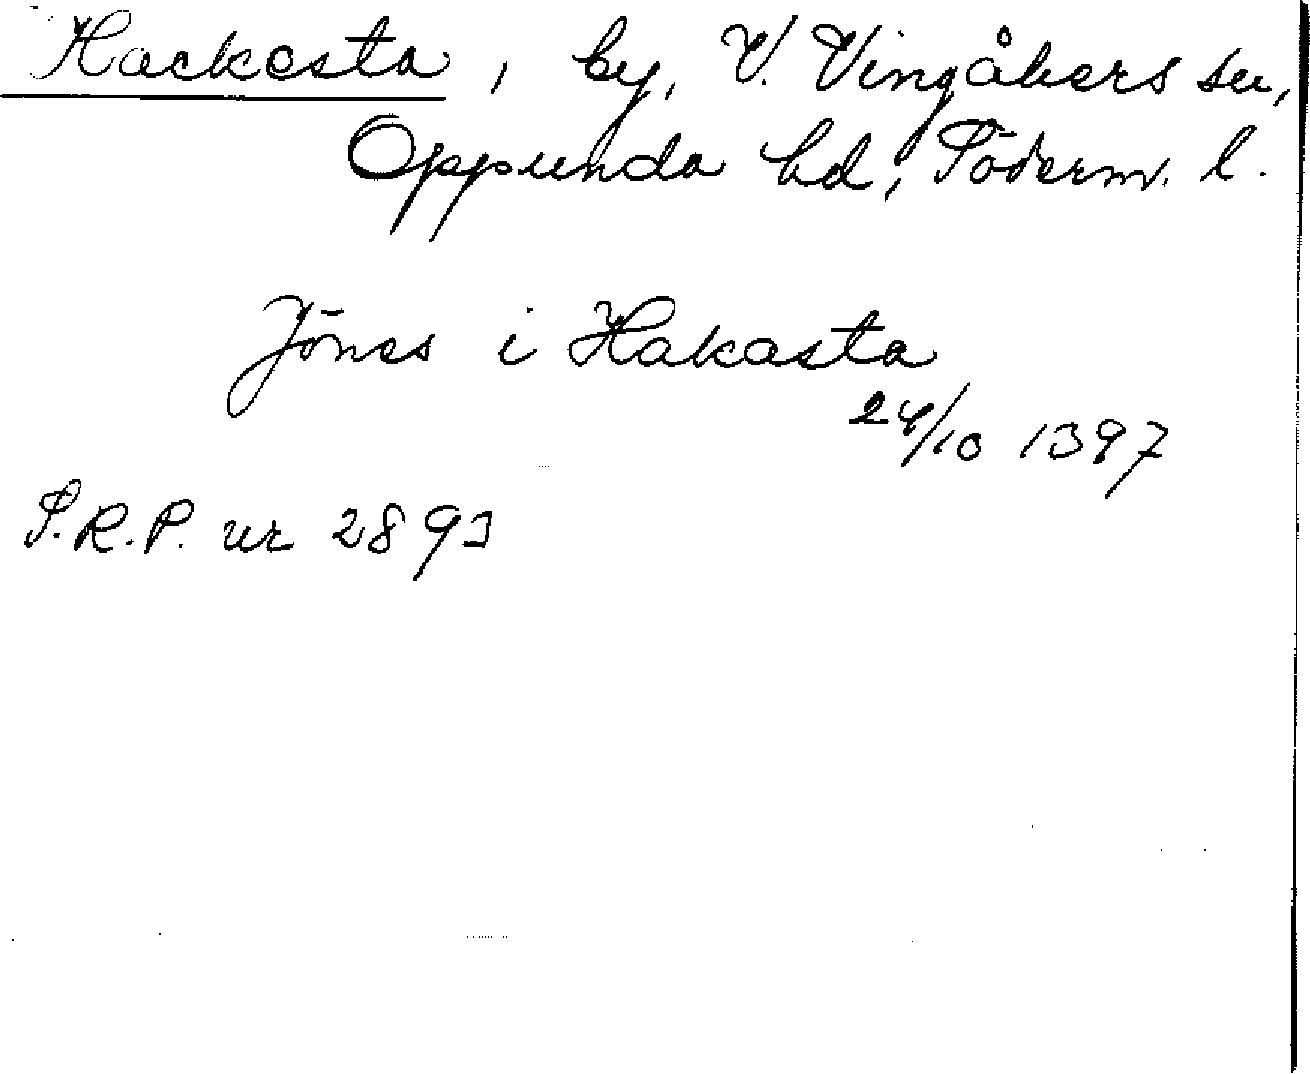 Hackesta, by, V. Vingåkers sn,
Oppunda hd, Söderm. l.
Jönes i Hakasta
24/10 1397
S.R.P. nr 2893